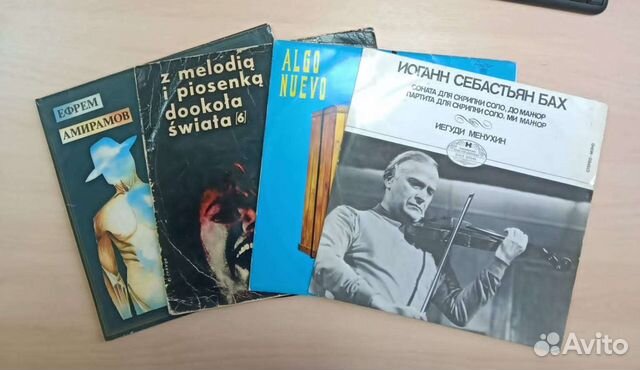 ЕФРЕМ
АМИРАМОВ
z melodią
i piosenką
dookoła
świata (6)
ALGO
NUEVO
ИОГАНН СЕБАСТЬЯН БАХ
СОНАТА ДЛЯ СКРИПКИ СОЛО, ДО МАЖОР
ПАРТИТА ДЛЯ СКРИПКИ СОЛО, МИ МАЖОР
ИЕГУДИ МЕНУХИН
Avito